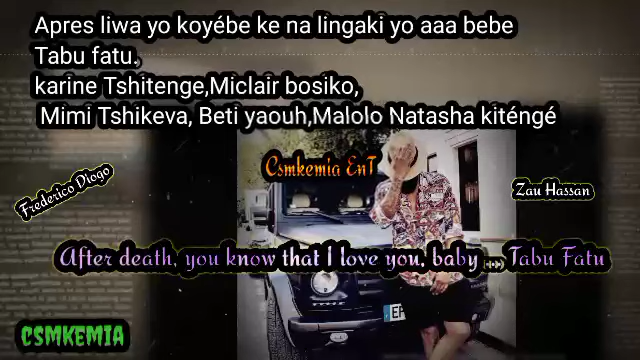 Apres liwa yo koyébe ke na lingaki yo aaa bebe
Tabu fatu.
karine Tshitenge,Miclair bosiko,
Mimi Tshikeva, Beti yaouh,Malolo Natasha kiténgé
Csmkemia EnT
Frederico Diogo
Zau Hassan
After death, you know that I love you, baby ... Tabu Fatu
CSMKEMIA